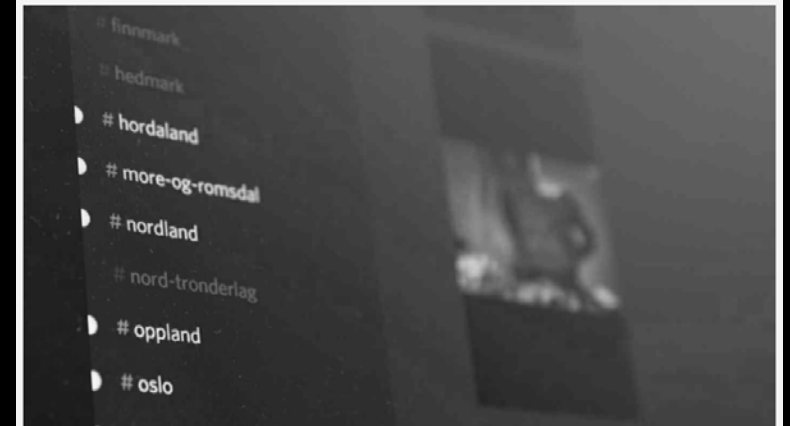 # finnmark
# hedmark
# hordaland
# more-og-romsdal
# nordland
# nord-tronderlag
# oppland
# oslo